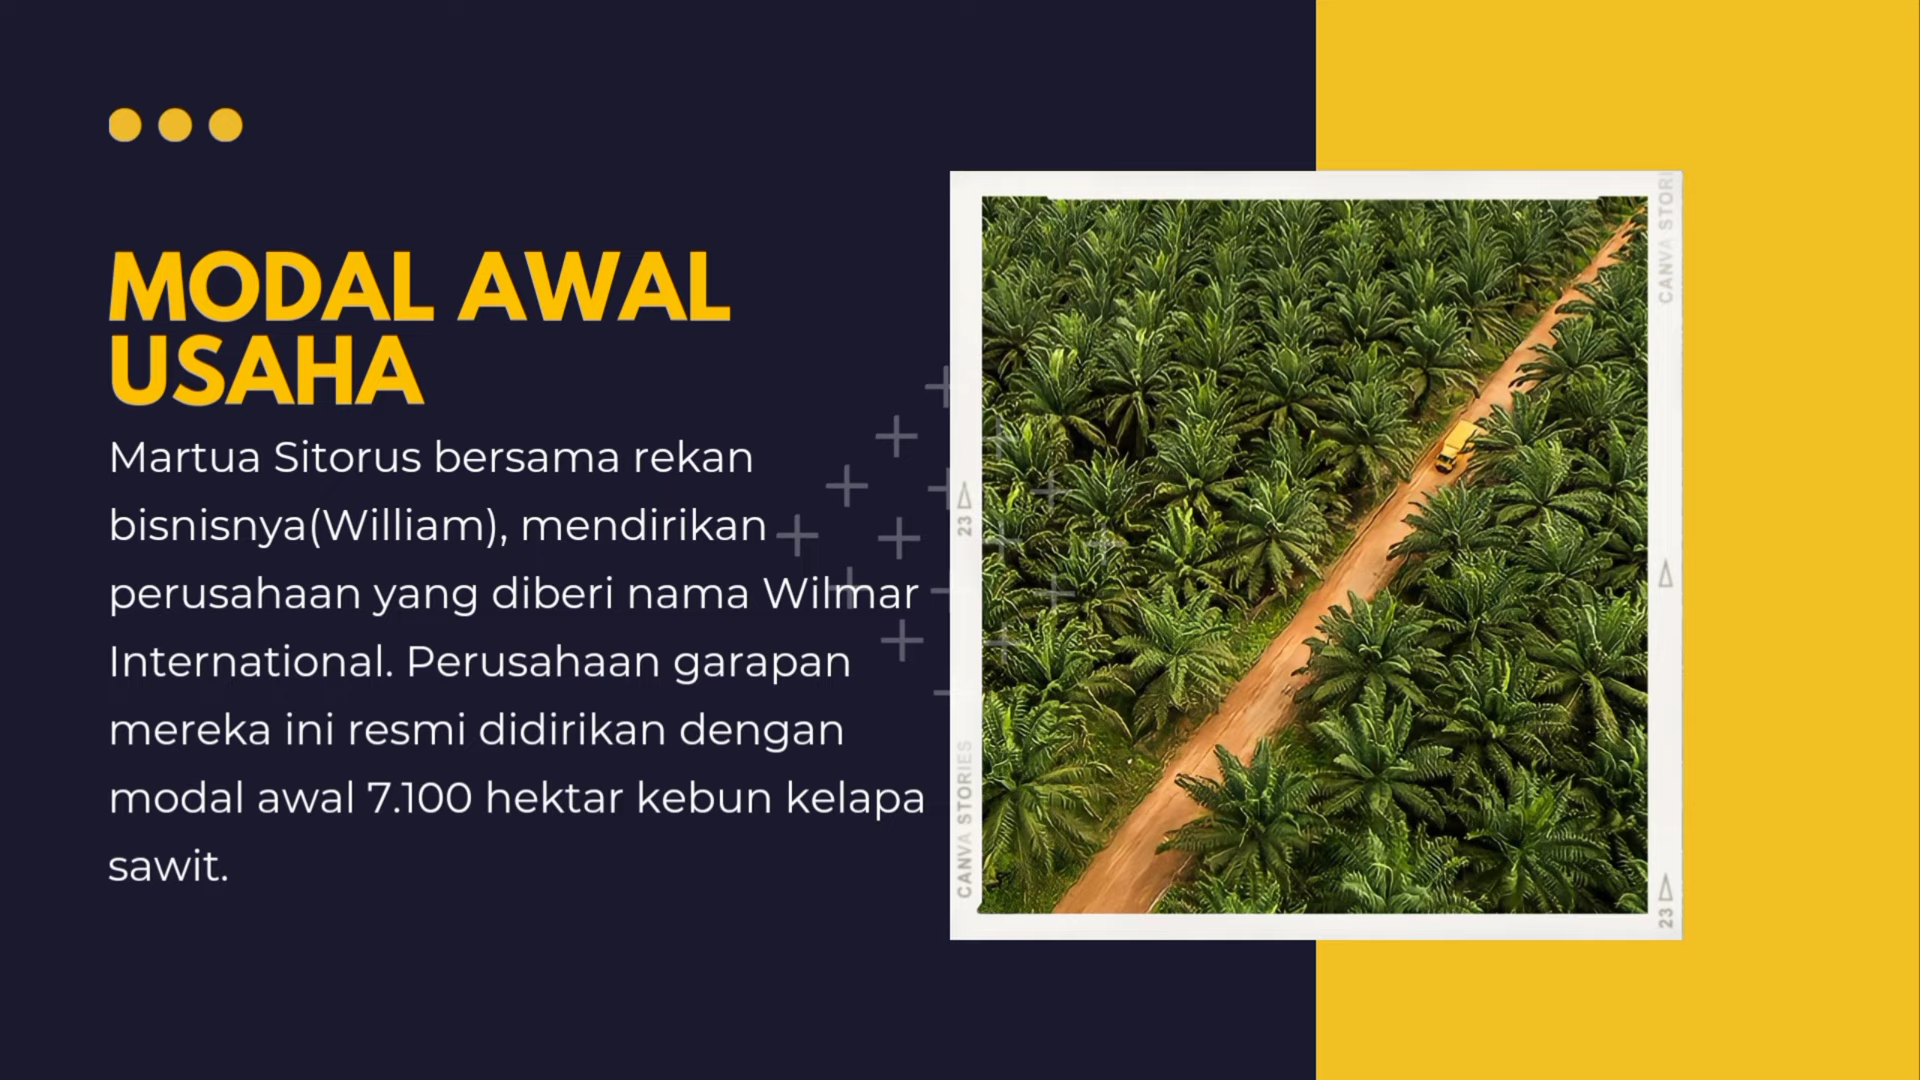 MODAL AWAL
USAHA
Martua Sitorus bersama rekan
bisnisnya(William), mendirikan
perusahaan yang diberi nama Wilmar
International. Perusahaan garapan
mereka ini resmi didirikan dengan
modal awal 7.100 hektar kebun kelapa
sawit.
23
CANVA STORIES
CANVA STORI
23